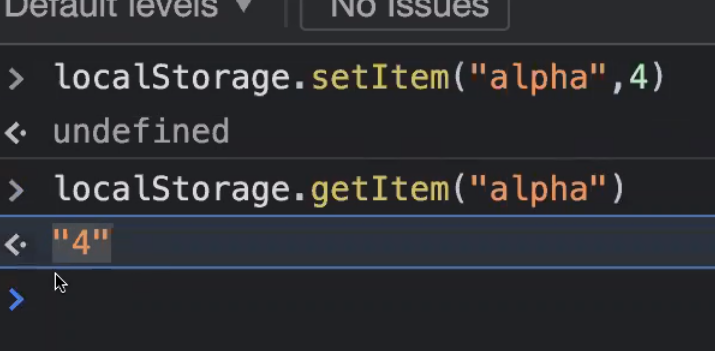 Default levels ▼ No Issues
> localStorage.setItem("alpha",4)
<· undefined
> localStorage.getItem("alpha")
<· "4"
>